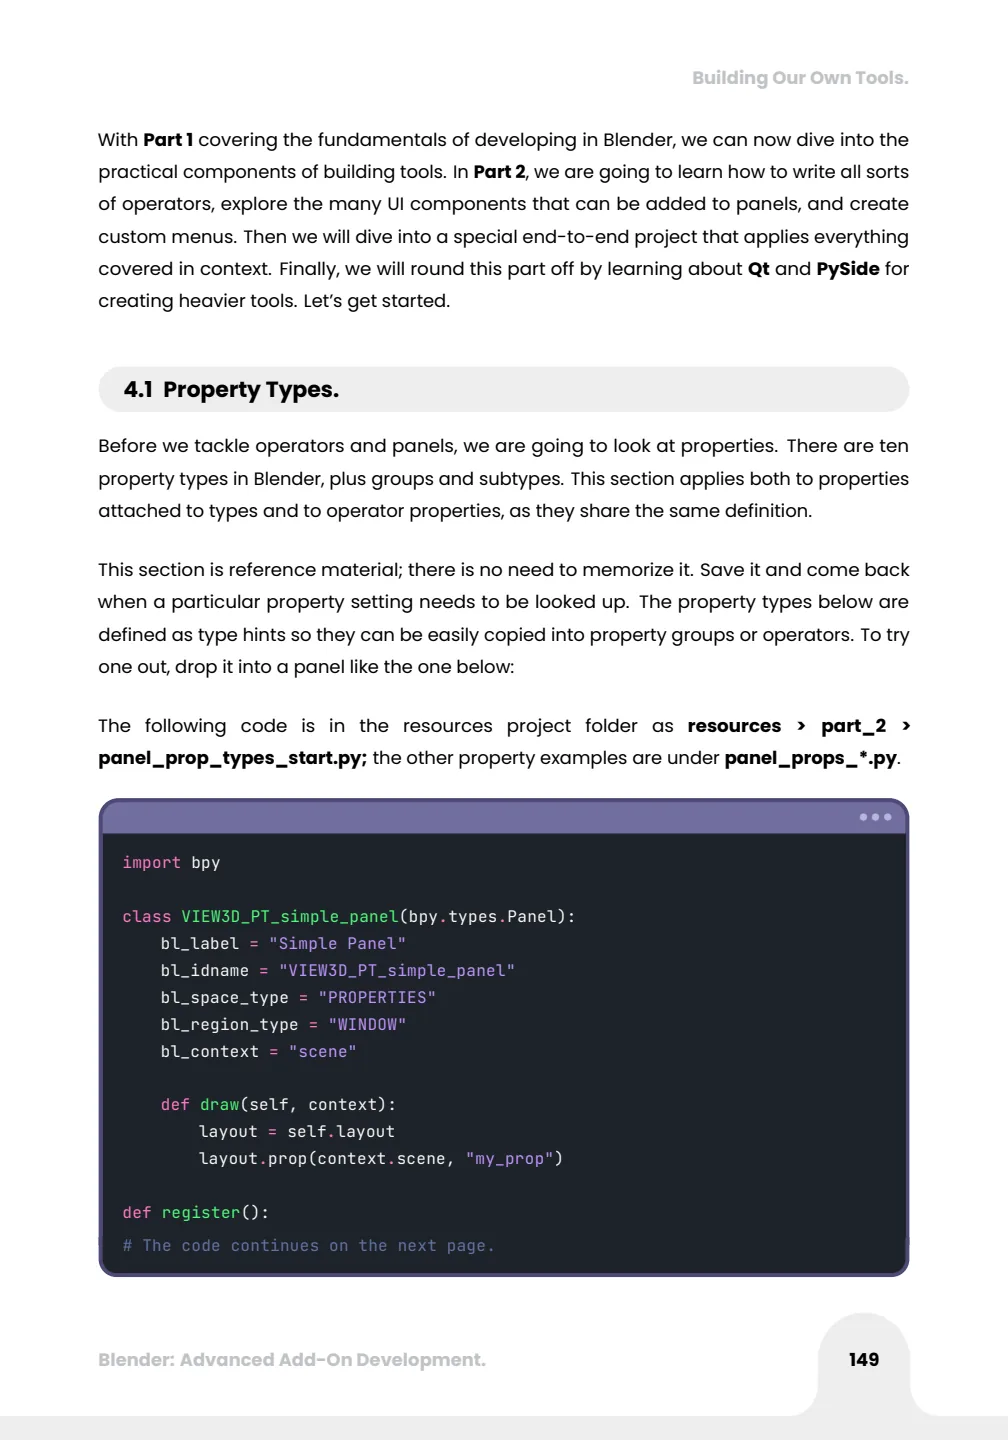 Building Our Own Tools.
With Part 1 covering the fundamentals of developing in Blender, we can now dive into the
practical components of building tools. In Part 2, we are going to learn how to write all sorts
of operators, explore the many UI components that can be added to panels, and create
custom menus. Then we will dive into a special end-to-end project that applies everything
covered in context. Finally, we will round this part off by learning about Qt and PySide for
creating heavier tools. Let's get started.
4.1 Property Types.
Before we tackle operators and panels, we are going to look at properties. There are ten
property types in Blender, plus groups and subtypes. This section applies both to properties
attached to types and to operator properties, as they share the same definition.
This section is reference material; there is no need to memorize it. Save it and come back
when a particular property setting needs to be looked up. The property types below are
defined as type hints so they can be easily copied into property groups or operators. To try
one out, drop it into a panel like the one below:
The following code is in the resources project folder as resources > part_2 >
panel_prop_types_start.py; the other property examples are under panel_props_*.py.
import bpy
class VIEW3D_PT_simple_panel(bpy.types.Panel):
    bl_label = "Simple Panel"
    bl_idname = "VIEW3D_PT_simple_panel"
    bl_space_type = "PROPERTIES"
    bl_region_type = "WINDOW"
    bl_context = "scene"
    def draw(self, context):
        layout = self.layout
        layout.prop(context.scene, "my_prop")
def register():
# The code continues on the next page.
Blender: Advanced Add-On Development.
149